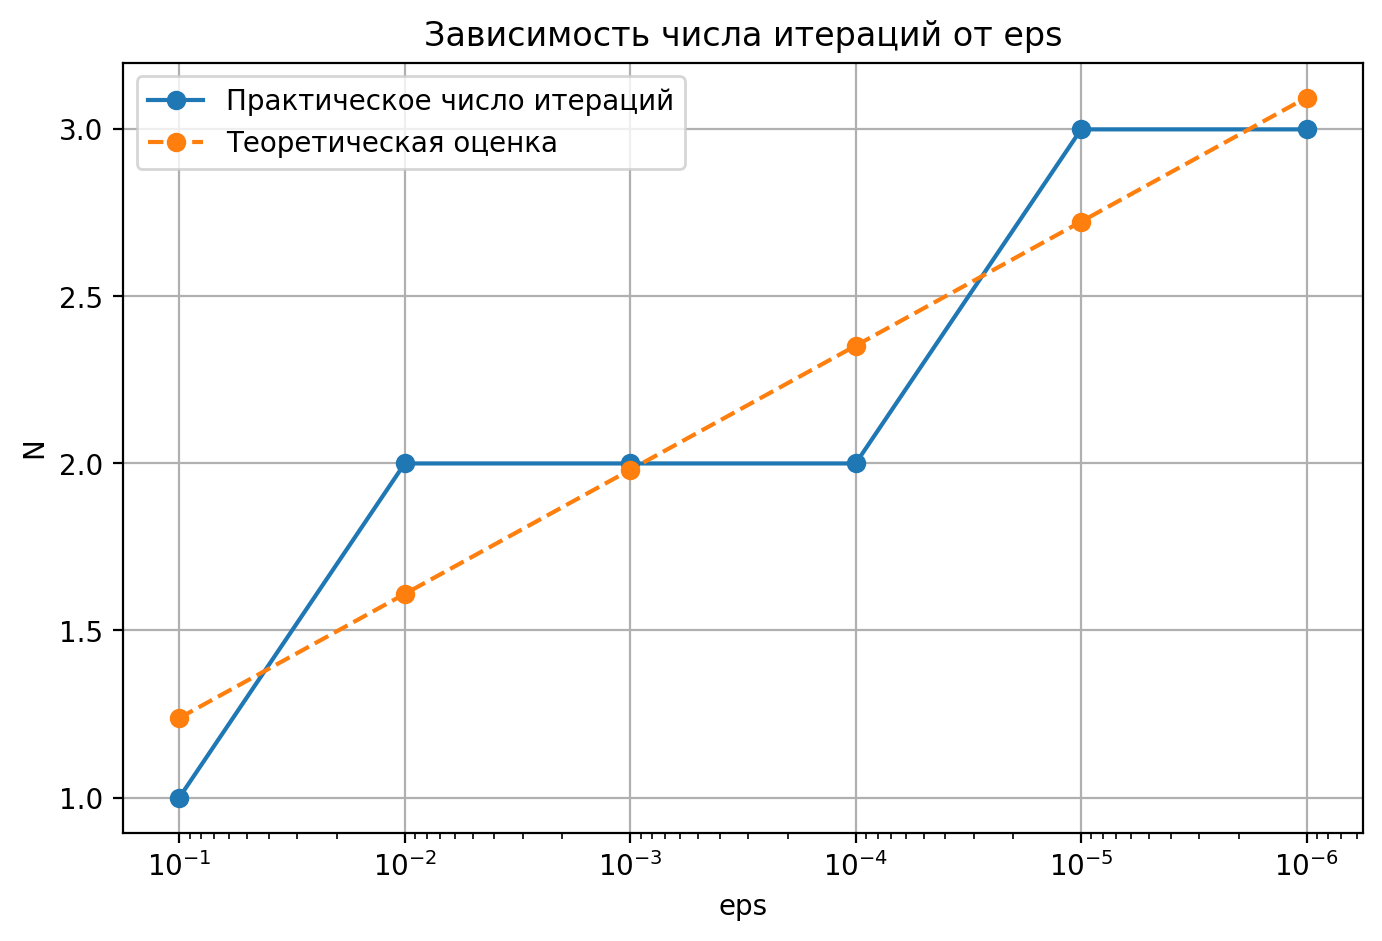 Зависимость числа итераций от eps
Практическое число итераций
Теоретическая оценка
3.0
2.5
2.0
1.5
1.0
N
10⁻¹ 10⁻² 10⁻³ 10⁻⁴ 10⁻⁵ 10⁻⁶
eps